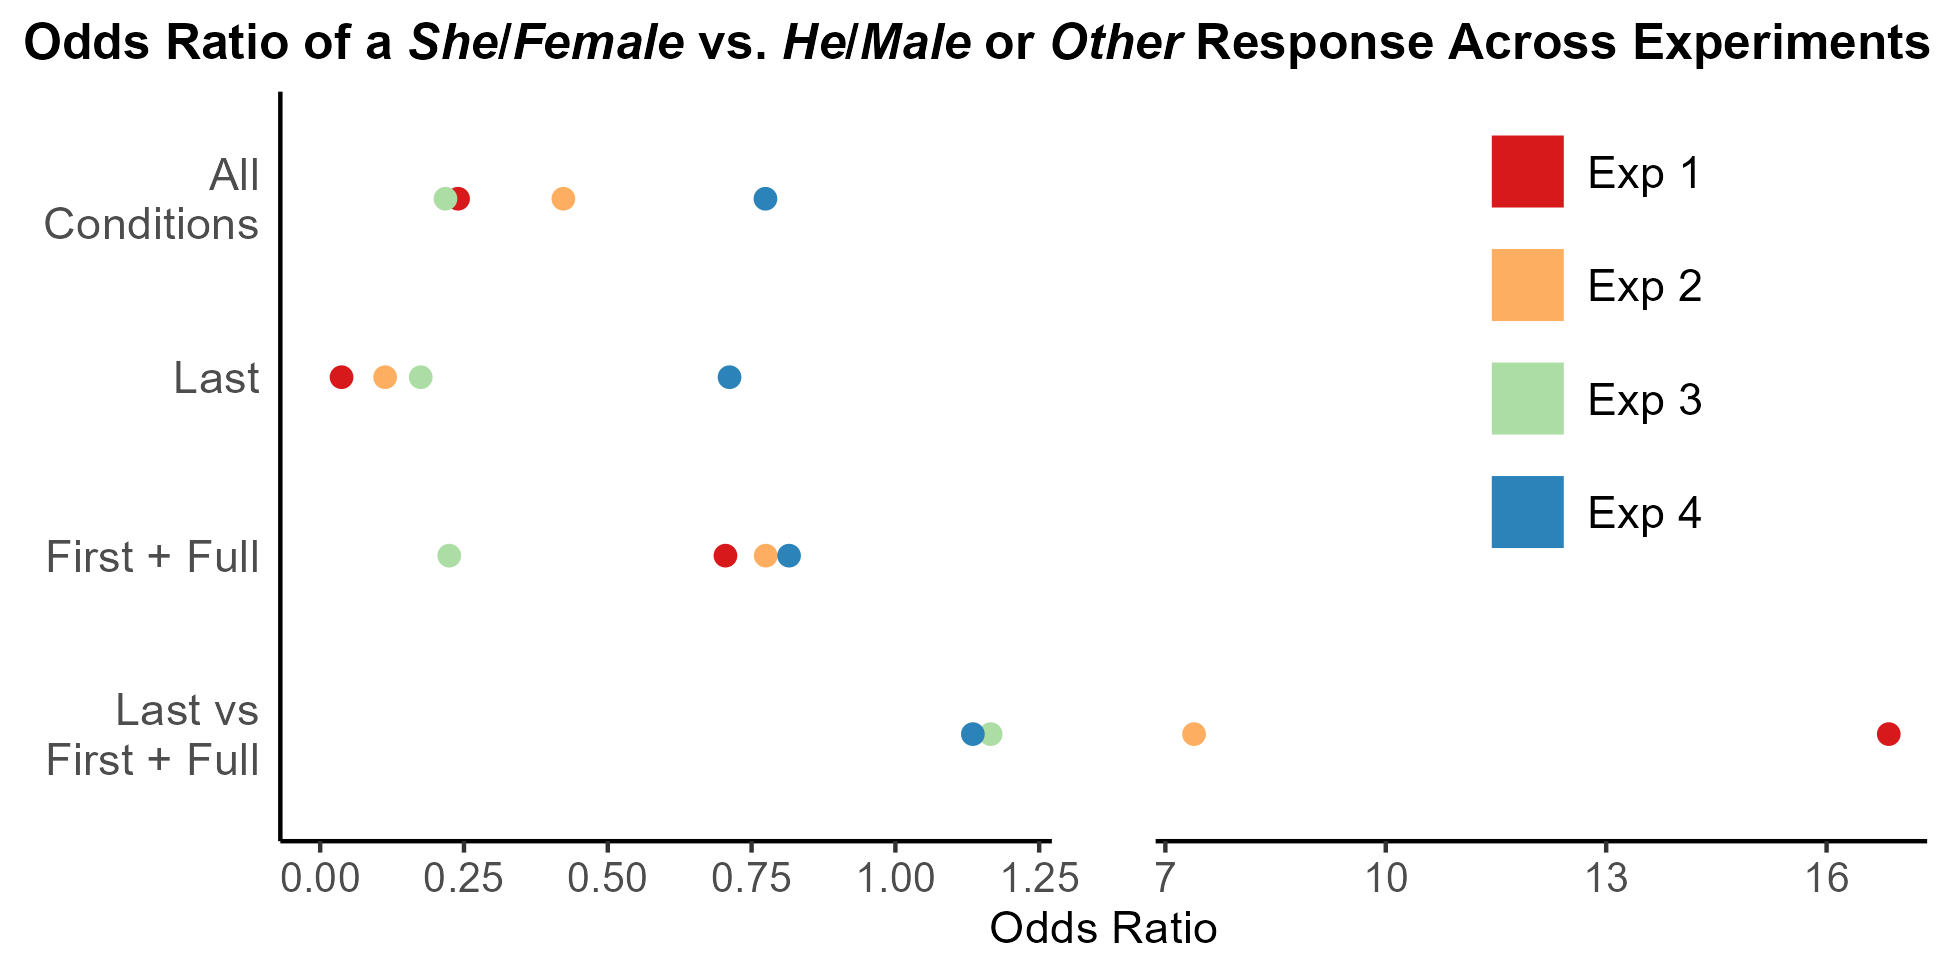 Odds Ratio of a She/Female vs. He/Male or Other Response Across Experiments
All
Conditions
Last
First + Full
Last vs
First + Full
Exp 1
Exp 2
Exp 3
Exp 4
0.00 0.25 0.50 0.75 1.00 1.25 7 10 13 16
Odds Ratio